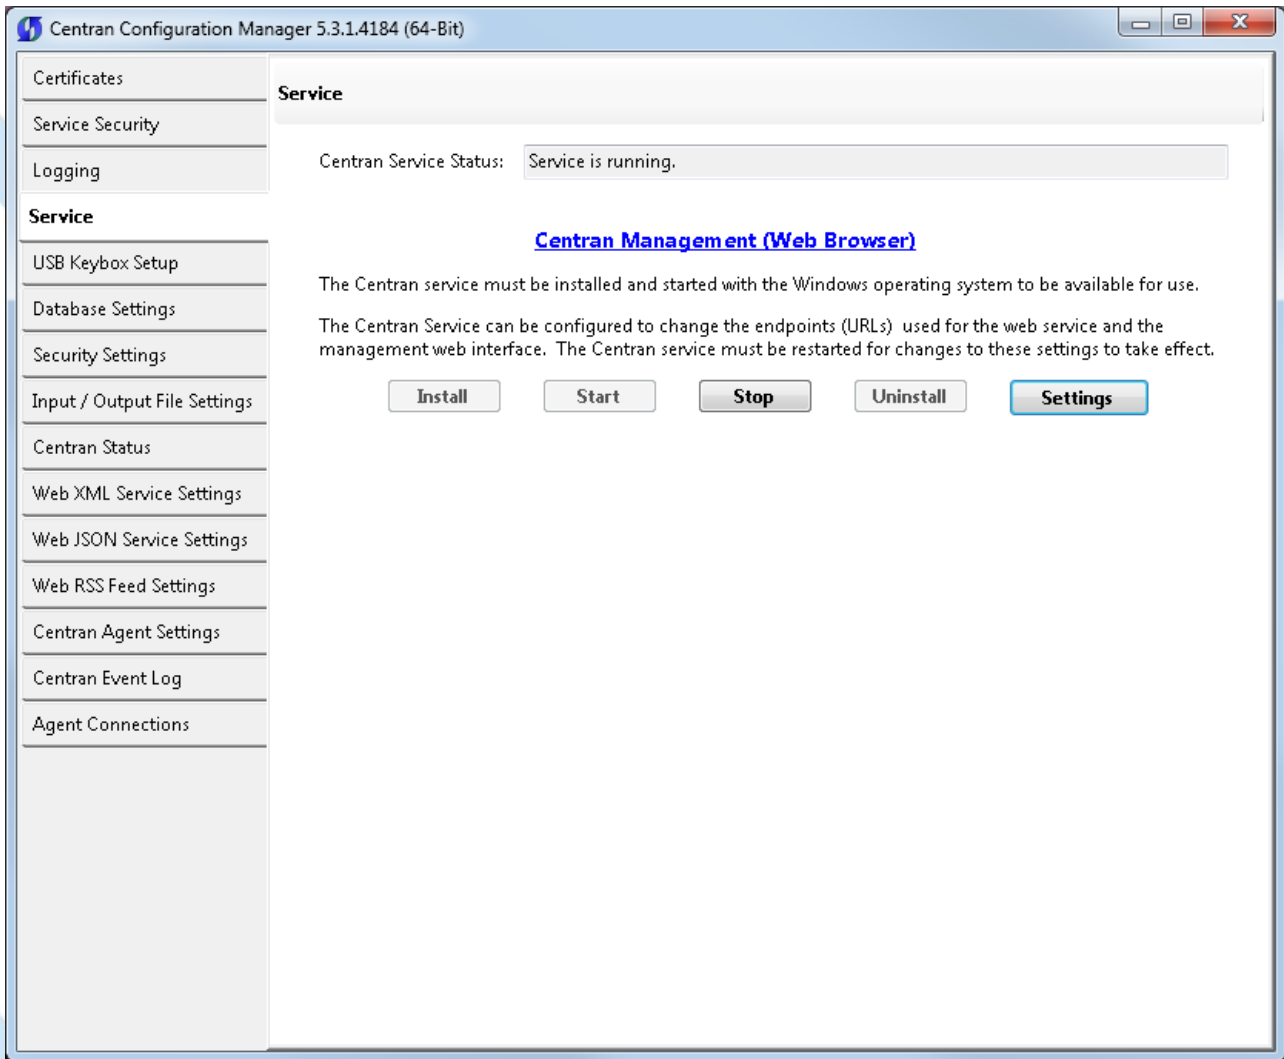 Centran Configuration Manager 5.3.1.4184 (64-Bit)
Certificates
Service Security
Logging
Service
USB Keybox Setup
Database Settings
Security Settings
Input / Output File Settings
Centran Status
Web XML Service Settings
Web JSON Service Settings
Web RSS Feed Settings
Centran Agent Settings
Centran Event Log
Agent Connections
Service
Centran Service Status: Service is running.
Centran Management (Web Browser)
The Centran service must be installed and started with the Windows operating system to be available for use.
The Centran Service can be configured to change the endpoints (URLs)  used for the web service and the
management web interface.  The Centran service must be restarted for changes to these settings to take effect.
Install Start Stop Uninstall Settings